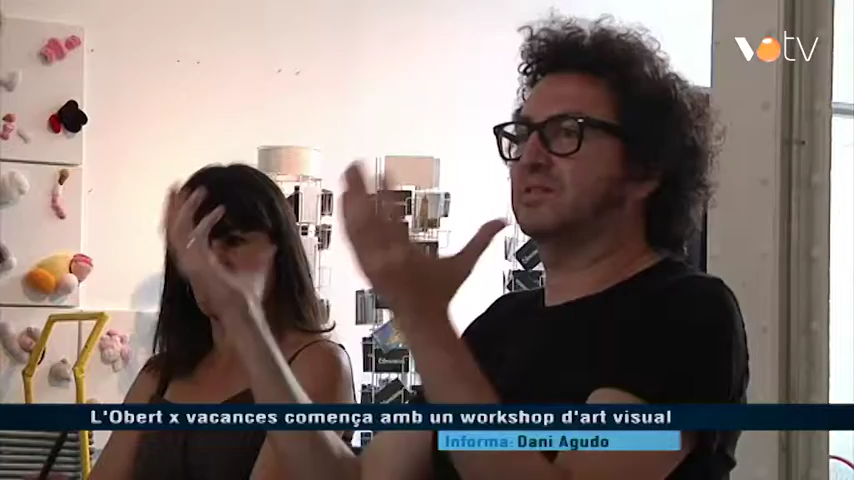 votv
L'Obert x vacances comença amb un workshop d'art visual
Informa: Dani Agudo